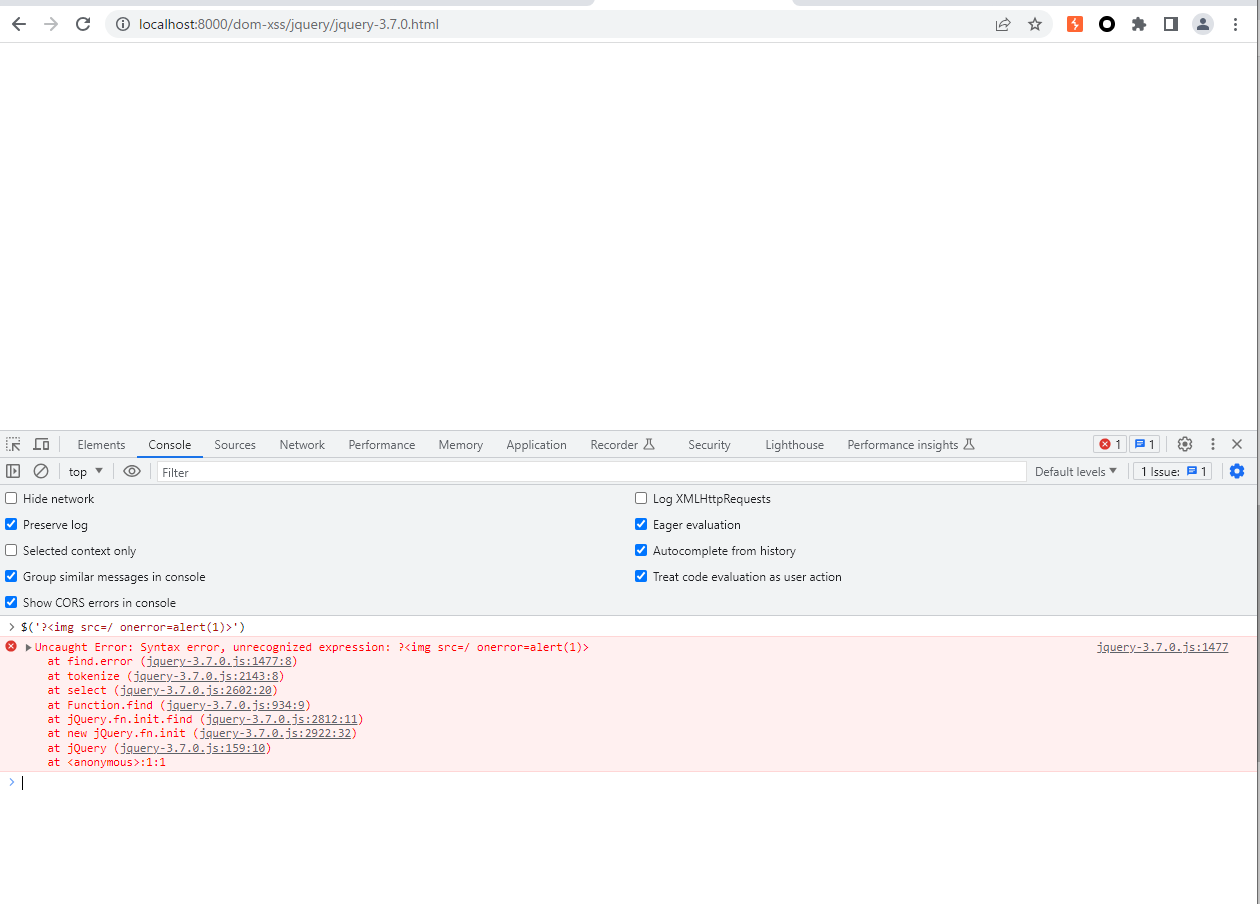 localhost:8000/dom-xss/jquery/jquery-3.7.0.html
Elements Console Sources Network Performance Memory Application Recorder Security Lighthouse Performance insights 1 1
top Filter Default levels 1 Issue: 1
Hide network Log XMLHttpRequests
Preserve log Eager evaluation
Selected context only Autocomplete from history
Group similar messages in console Treat code evaluation as user action
Show CORS errors in console
> $('?<img src=/ onerror=alert(1)>')
Uncaught Error: Syntax error, unrecognized expression: ?<img src=/ onerror=alert(1)> jquery-3.7.0.js:1477
at find.error (jquery-3.7.0.js:1477:8)
at tokenize (jquery-3.7.0.js:2143:8)
at select (jquery-3.7.0.js:2602:20)
at Function.find (jquery-3.7.0.js:934:9)
at jQuery.fn.init.find (jquery-3.7.0.js:2812:11)
at new jQuery.fn.init (jquery-3.7.0.js:2922:32)
at jQuery (jquery-3.7.0.js:159:10)
at <anonymous>:1:1
>